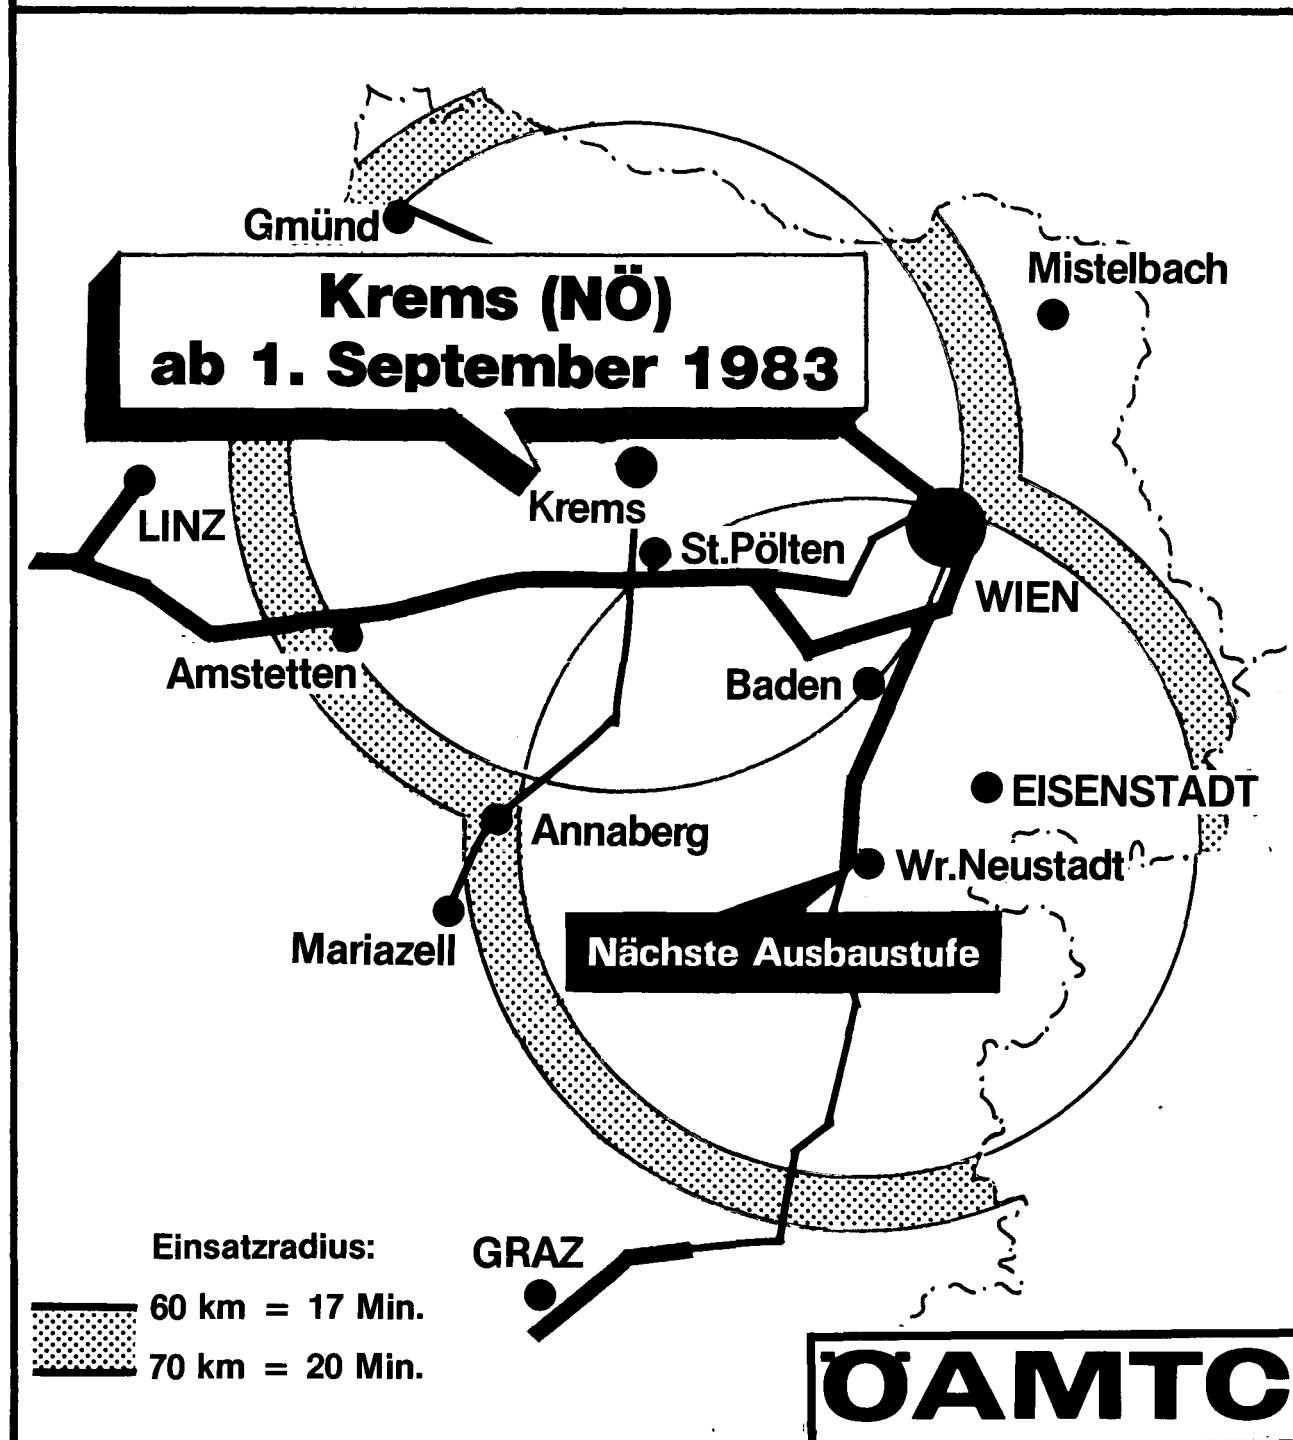 Gmünd
Krems (NÖ)
ab 1. September 1983
Mistelbach
LINZ
Krems
St.Pölten
WIEN
Amstetten
Baden
EISENSTADT
Annaberg
Wr.Neustadt
Mariazell
Nächste Ausbaustufe
GRAZ
Einsatzradius:
60 km = 17 Min.
70 km = 20 Min.
ÖAMTC